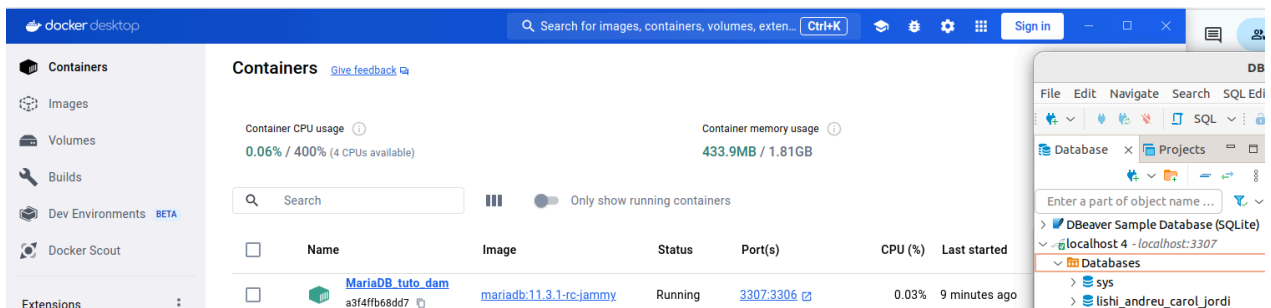 docker desktop
Search for images, containers, volumes, exten... Ctrl+K
Sign in
Containers
Images
Volumes
Builds
Dev Environments BETA
Docker Scout
Extensions
Containers Give feedback
Container CPU usage
0.06% / 400% (4 CPUs available)
Container memory usage
433.9MB / 1.81GB
Search
Only show running containers
Name Image Status Port(s) CPU (%) Last started
MariaDB_tuto_dam
a3f4ffb68dd7
mariadb:11.3.1-rc-jammy Running 3307:3306 0.03% 9 minutes ago
DB
File Edit Navigate Search SQL Edi
SQL
Database Projects
Enter a part of object name ...
DBeaver Sample Database (SQLite)
localhost 4 - localhost:3307
Databases
sys
lishi_andreu_carol_jordi